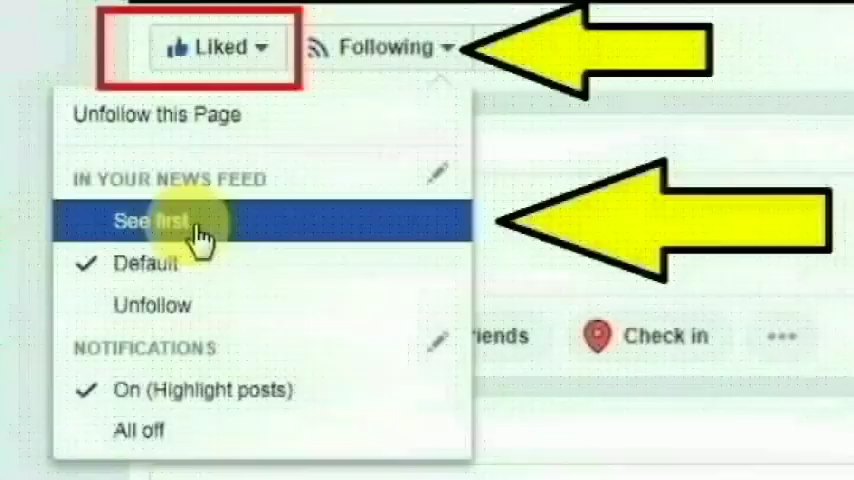 Liked Following
Unfollow this Page
IN YOUR NEWS FEED
See first
Default
Unfollow
riends Check in
NOTIFICATIONS
On (Highlight posts)
All off